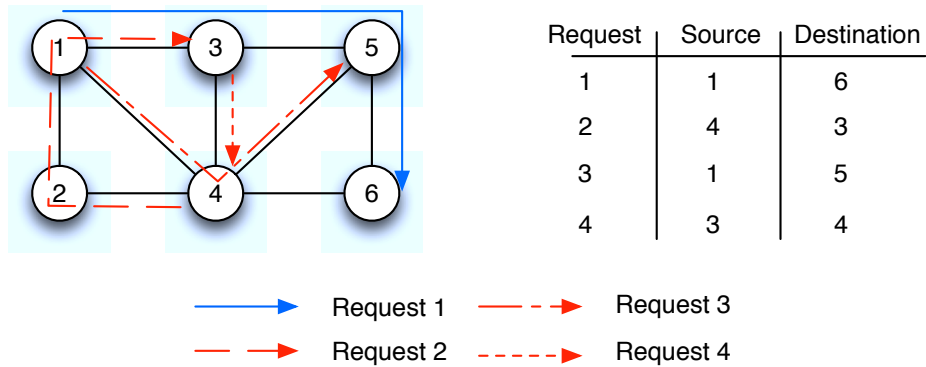 1 3 5
2 4 6
Request Source Destination
1 1 6
2 4 3
3 1 5
4 3 4
Request 1 Request 3
Request 2 Request 4